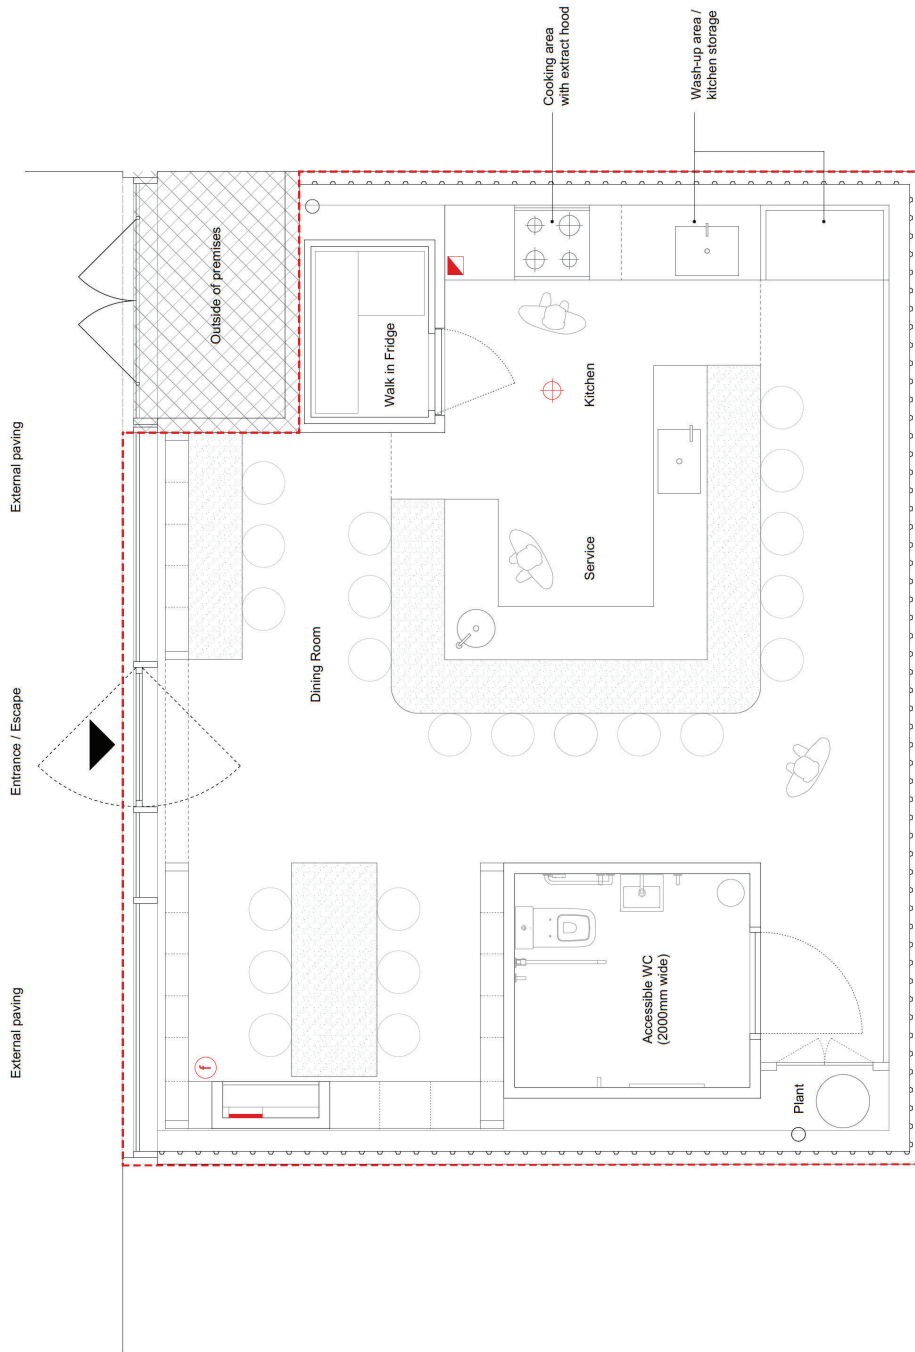 External paving
Entrance / Escape
External paving
Dining Room
Outside of premises
Walk in Fridge
Cooking area
with extract hood
Wash-up area /
kitchen storage
Service
Kitchen
Accessible WC
(2000mm wide)
Plant
f